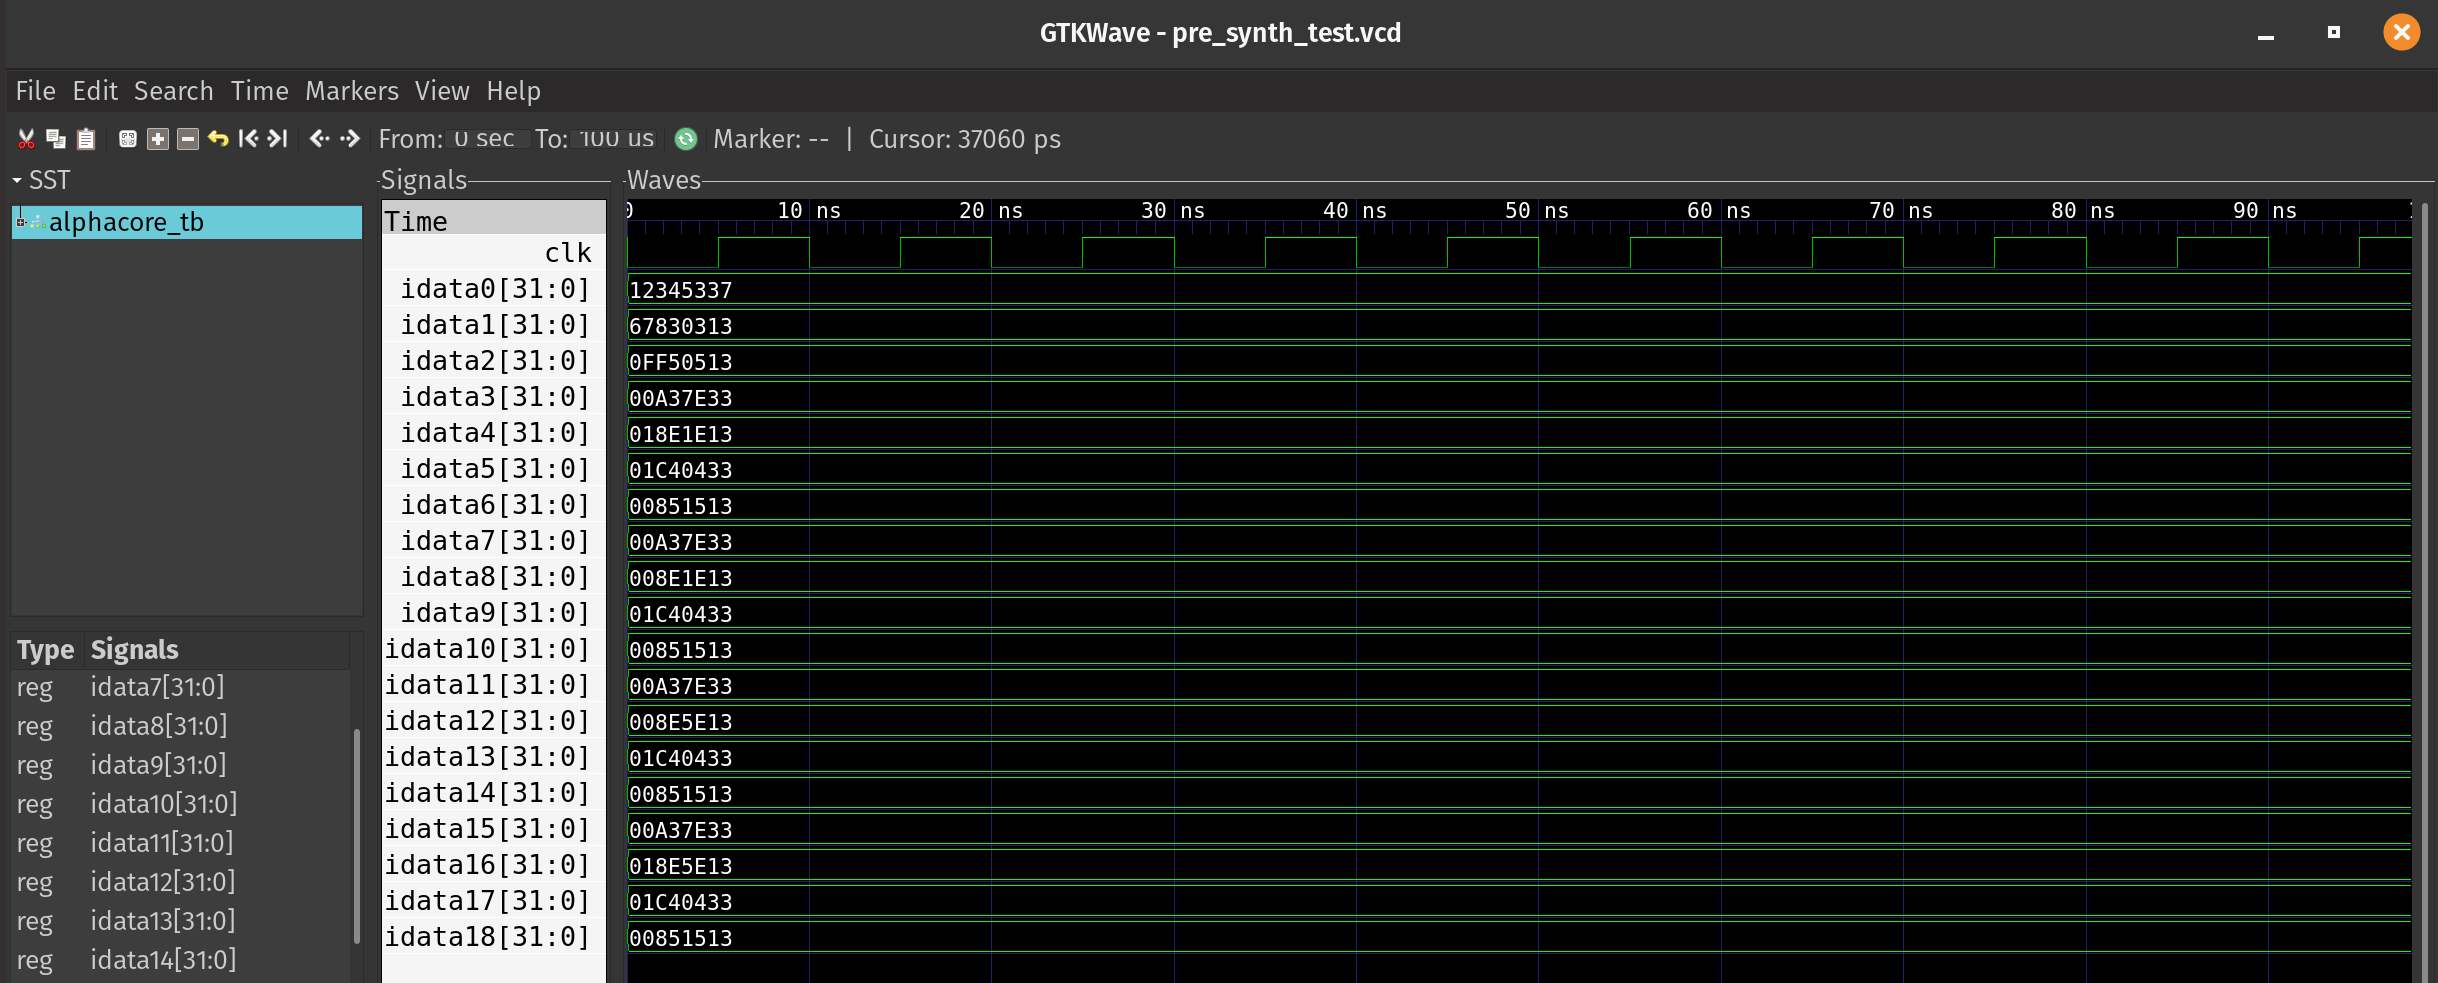 GTKWave - pre_synth_test.vcd
File Edit Search Time Markers View Help
From: 0 sec To: 100 us Marker: -- | Cursor: 37060 ps
SST
alphacore_tb
Type Signals
reg idata7[31:0]
reg idata8[31:0]
reg idata9[31:0]
reg idata10[31:0]
reg idata11[31:0]
reg idata12[31:0]
reg idata13[31:0]
reg idata14[31:0]
Signals
Waves
Time
0 10 ns 20 ns 30 ns 40 ns 50 ns 60 ns 70 ns 80 ns 90 ns
clk
idata0[31:0] 12345337
idata1[31:0] 67830313
idata2[31:0] 0FF50513
idata3[31:0] 00A37E33
idata4[31:0] 018E1E13
idata5[31:0] 01C40433
idata6[31:0] 00851513
idata7[31:0] 00A37E33
idata8[31:0] 008E1E13
idata9[31:0] 01C40433
idata10[31:0] 00851513
idata11[31:0] 00A37E33
idata12[31:0] 008E5E13
idata13[31:0] 01C40433
idata14[31:0] 00851513
idata15[31:0] 00A37E33
idata16[31:0] 018E5E13
idata17[31:0] 01C40433
idata18[31:0] 00851513